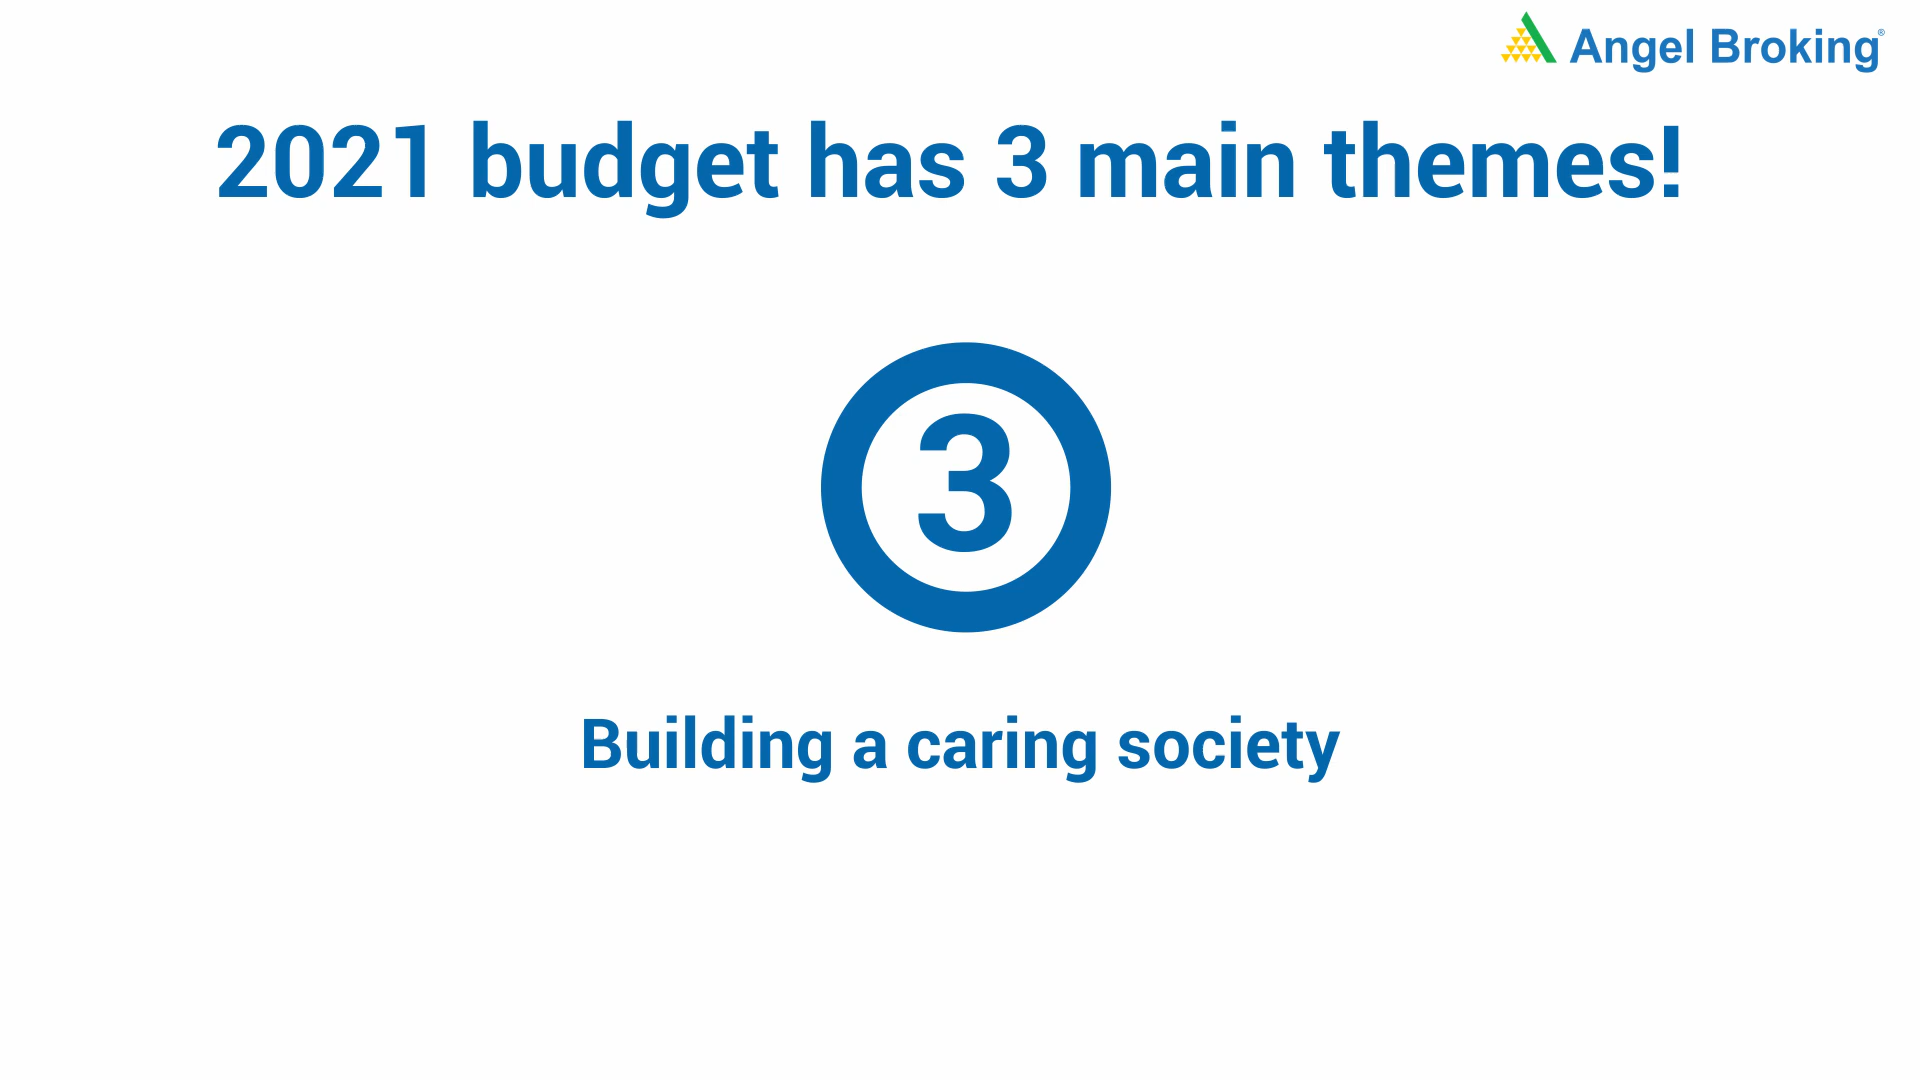 Angel Broking®
2021 budget has 3 main themes!
3
Building a caring society